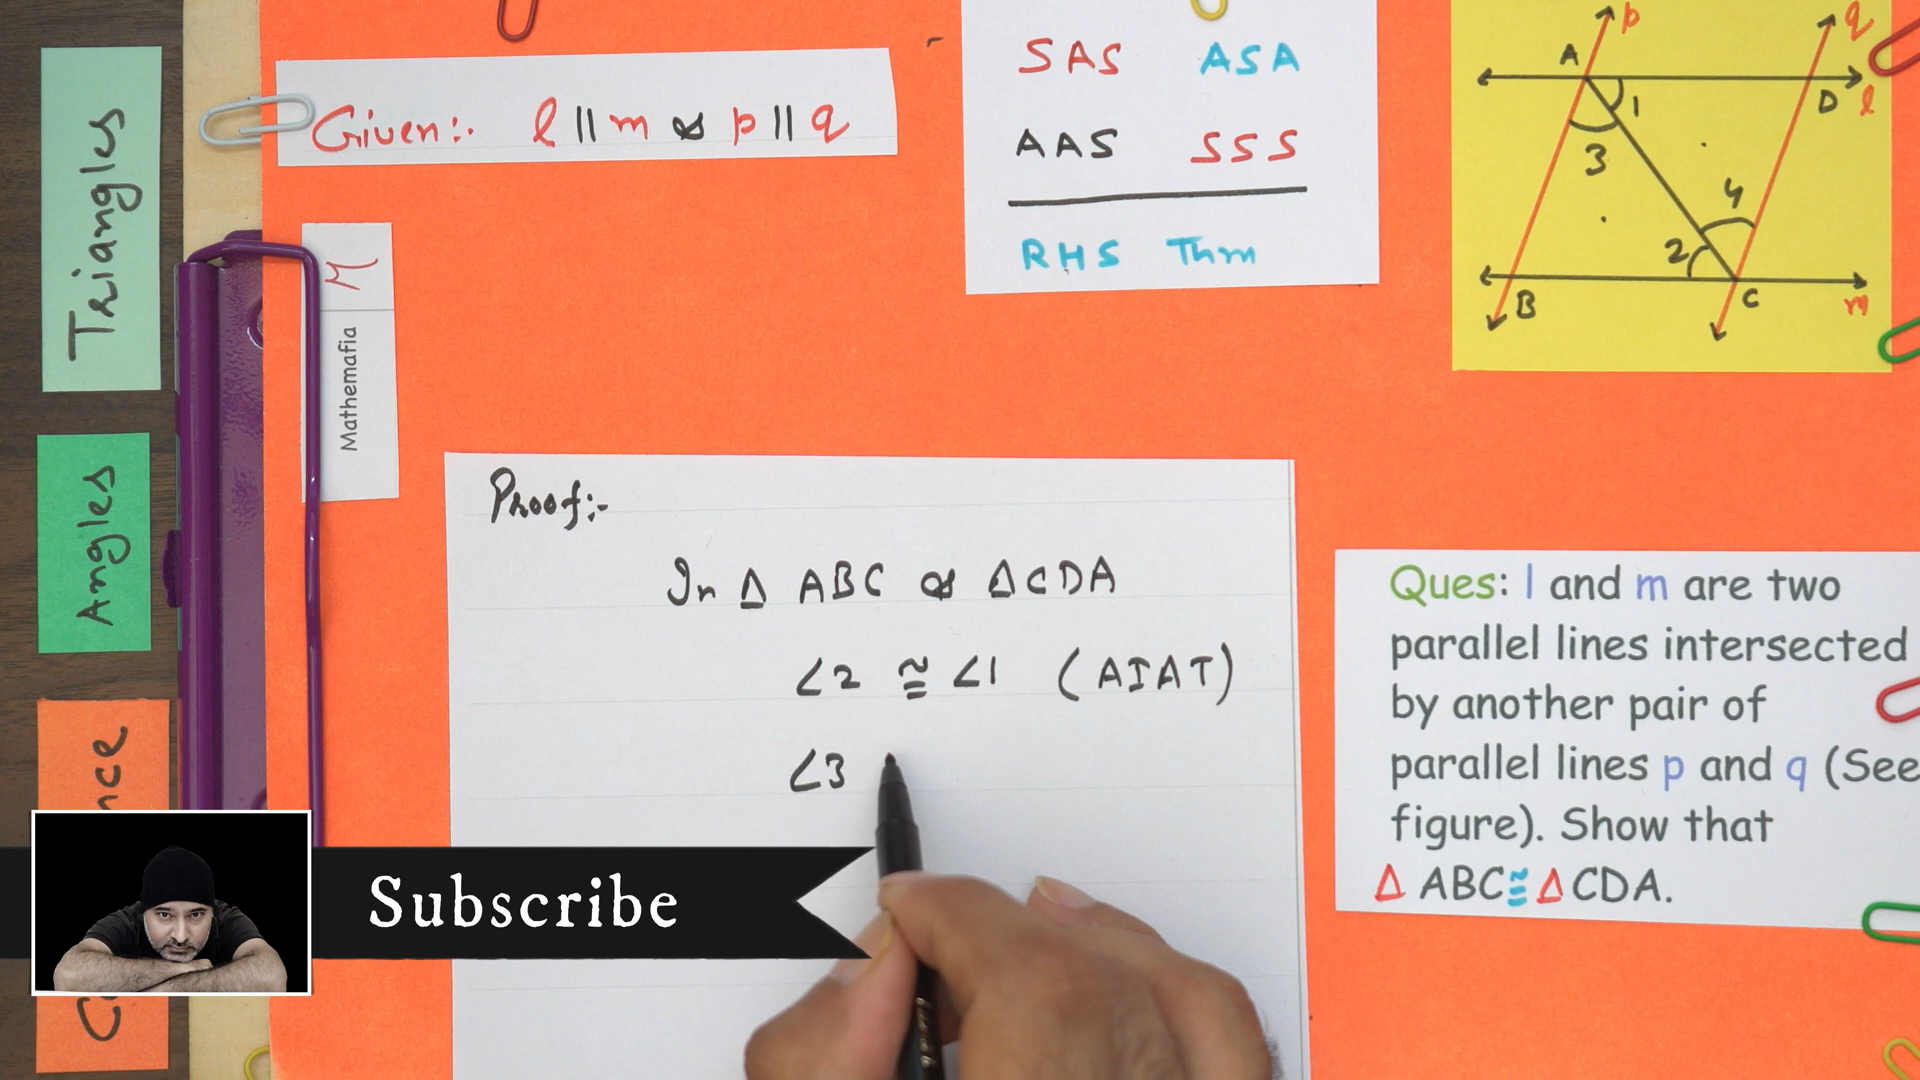 Triangles
Angles
Given:. l || m & p || q
M
Mathemafia
SAS ASA
AAS SSS
RHS Thm
p
q
A
1
D
l
3
4
2
B
C
m
Proof:-
In Δ ABC & ΔCDA
∠2 ≅ ∠1 (AIAT)
∠3
Ques: l and m are two
parallel lines intersected
by another pair of
parallel lines p and q (See
figure). Show that
Δ ABC≅ΔCDA.
Subscribe